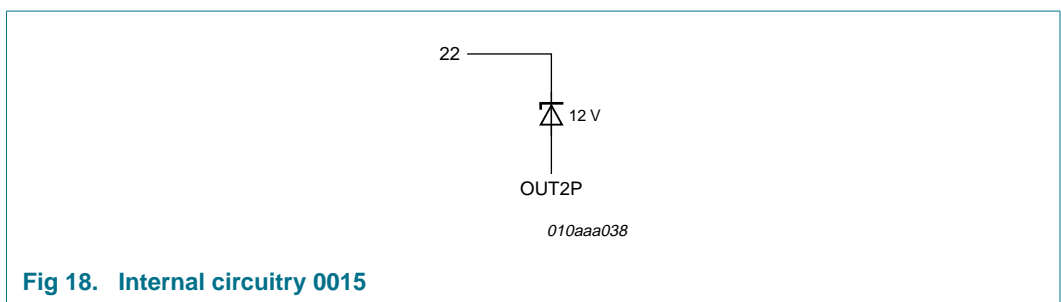 22
12 V
OUT2P
010aaa038
Fig 18. Internal circuitry 0015